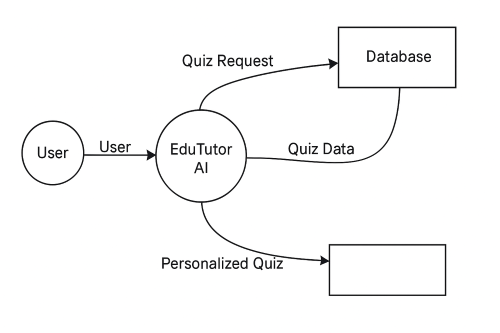 Quiz Request
Database
User
User
EduTutor
AI
Quiz Data
Personalized Quiz